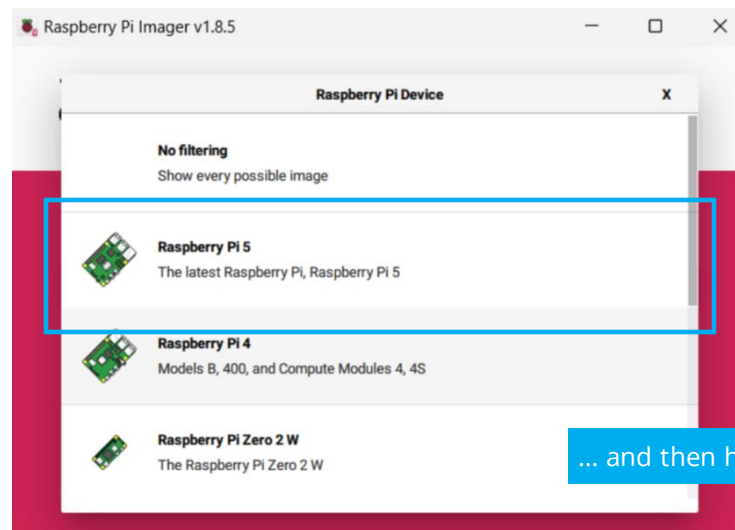 Raspberry Pi Imager v1.8.5
Raspberry Pi Device
X
No filtering
Show every possible image
Raspberry Pi 5
The latest Raspberry Pi, Raspberry Pi 5
Raspberry Pi 4
Models B, 400, and Compute Modules 4, 4S
Raspberry Pi Zero 2 W
The Raspberry Pi Zero 2 W
... and then